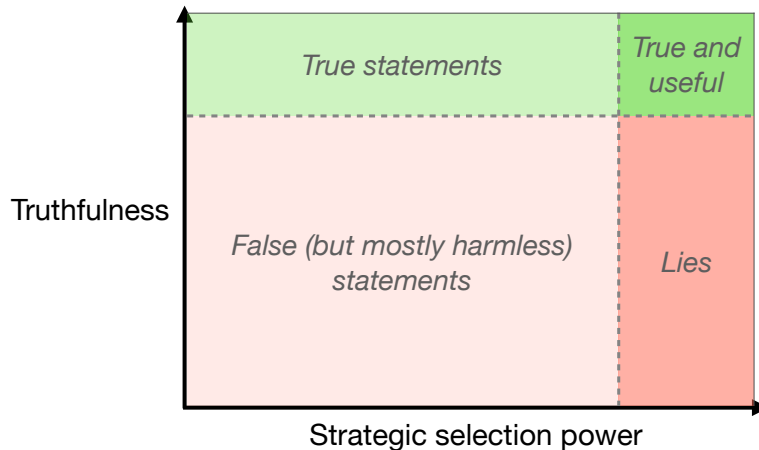 True statements
True and
useful
Truthfulness
False (but mostly harmless)
statements
Lies
Strategic selection power